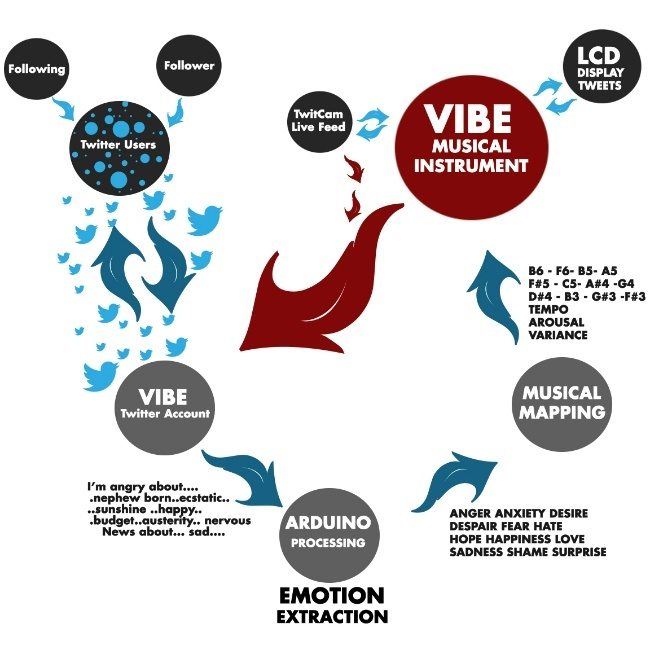 Following
Follower
Twitter Users
TwitCam
Live Feed
VIBE
MUSICAL
INSTRUMENT
LCD
DISPLAY
TWEETS
B6 - F6- B5- A5
F#5 - C5- A#4 -G4
D#4 - B3 - G#3 -F#3
TEMPO
AROUSAL
VARIANCE
VIBE
Twitter Account
MUSICAL
MAPPING
I'm angry about....
.nephew born..ecstatic..
..sunshine ..happy..
.budget..austerity.. nervous
News about... sad....
ARDUINO
PROCESSING
EMOTION
EXTRACTION
ANGER ANXIETY DESIRE
DESPAIR FEAR HATE
HOPE HAPPINESS LOVE
SADNESS SHAME SURPRISE